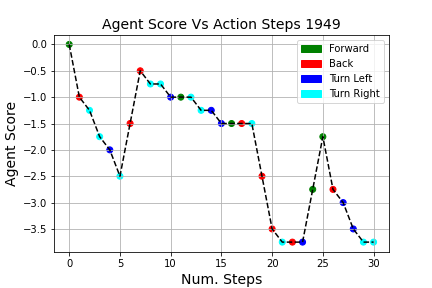 Agent Score Vs Action Steps 1949
0.0
−0.5
−1.0
−1.5
−2.0
−2.5
−3.0
−3.5
Agent Score
Forward
Back
Turn Left
Turn Right
0 5 10 15 20 25 30
Num. Steps